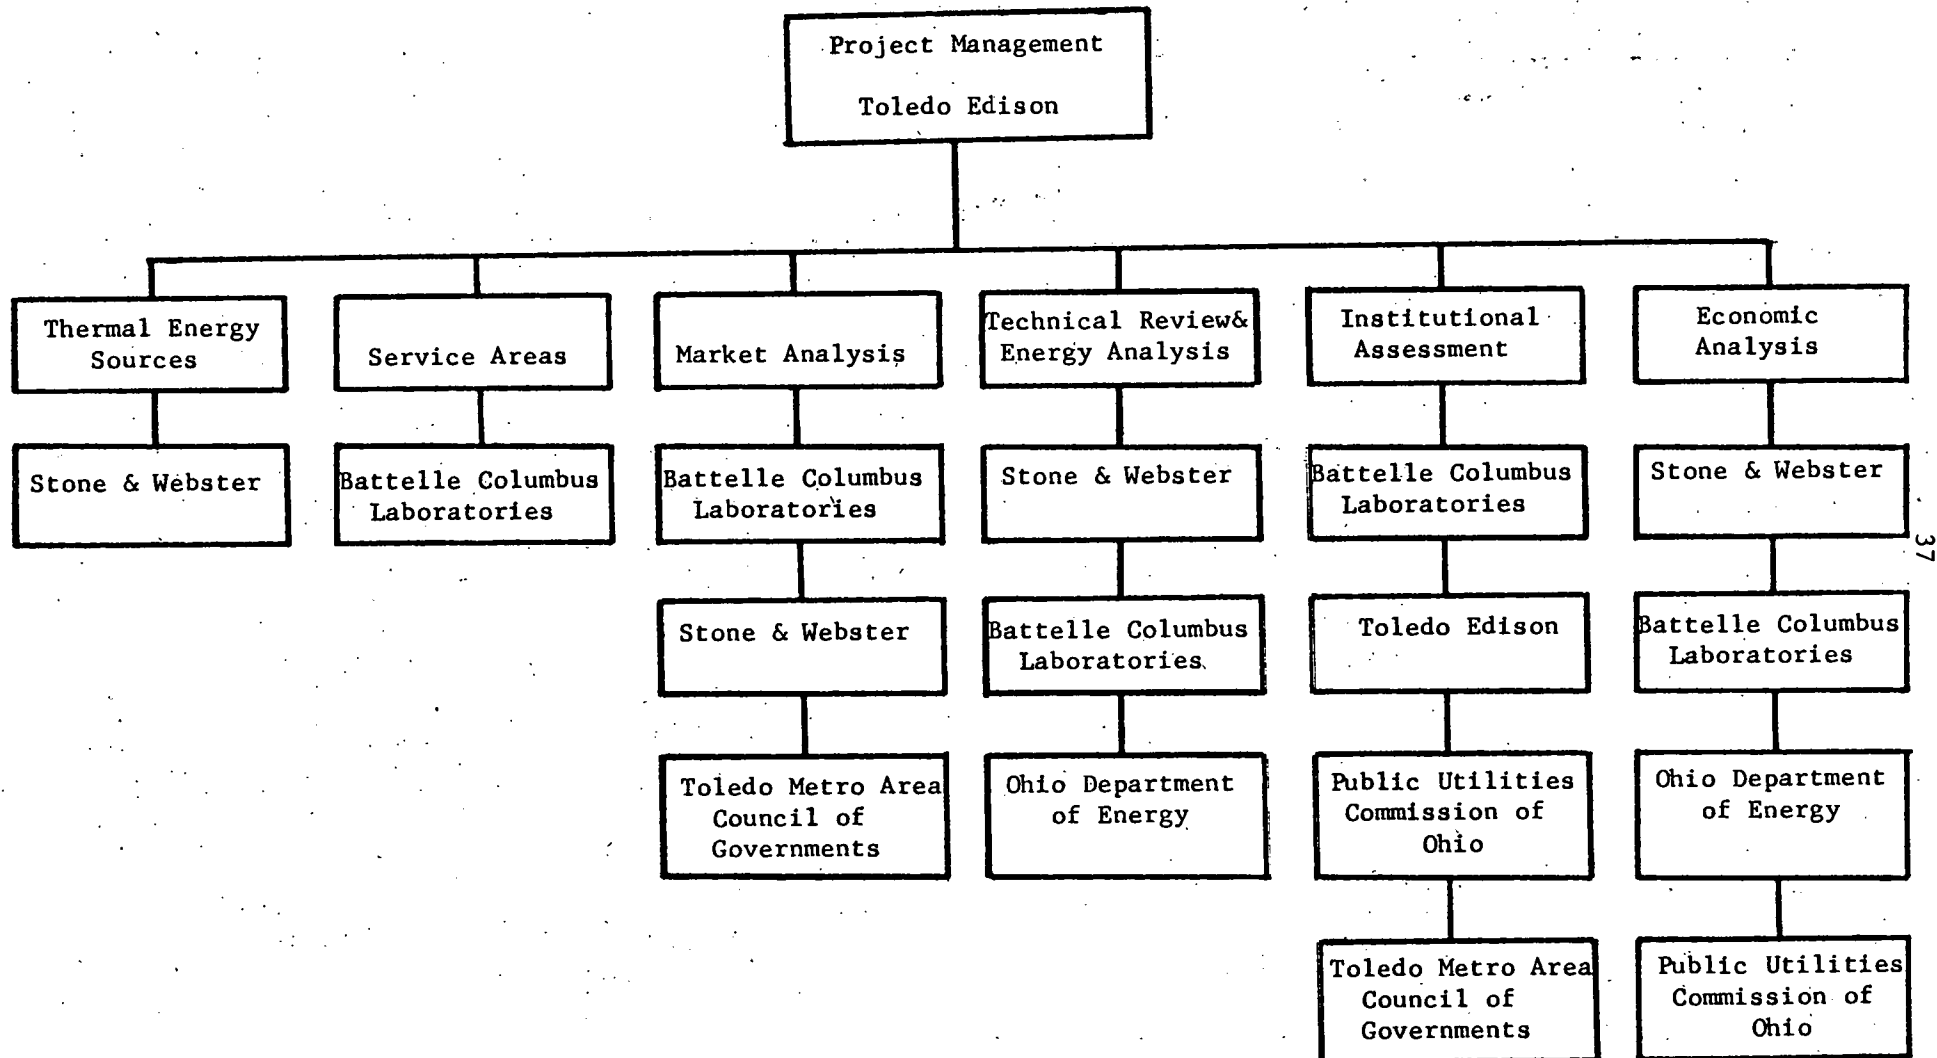 Project Management
Toledo Edison
Thermal Energy
Sources
Service Areas
Market Analysis
Technical Review&
Energy Analysis
Institutional
Assessment
Economic
Analysis
Stone & Webster
Battelle Columbus
Laboratories
Battelle Columbus
Laboratories
Stone & Webster
Battelle Columbus
Laboratories
Stone & Webster
37
Stone & Webster
Battelle Columbus
Laboratories
Toledo Edison
Battelle Columbus
Laboratories
Toledo Metro Area
Council of
Governments
Ohio Department
of Energy
Public Utilities
Commission of
Ohio
Ohio Department
of Energy
Toledo Metro Area
Council of
Governments
Public Utilities
Commission of
Ohio